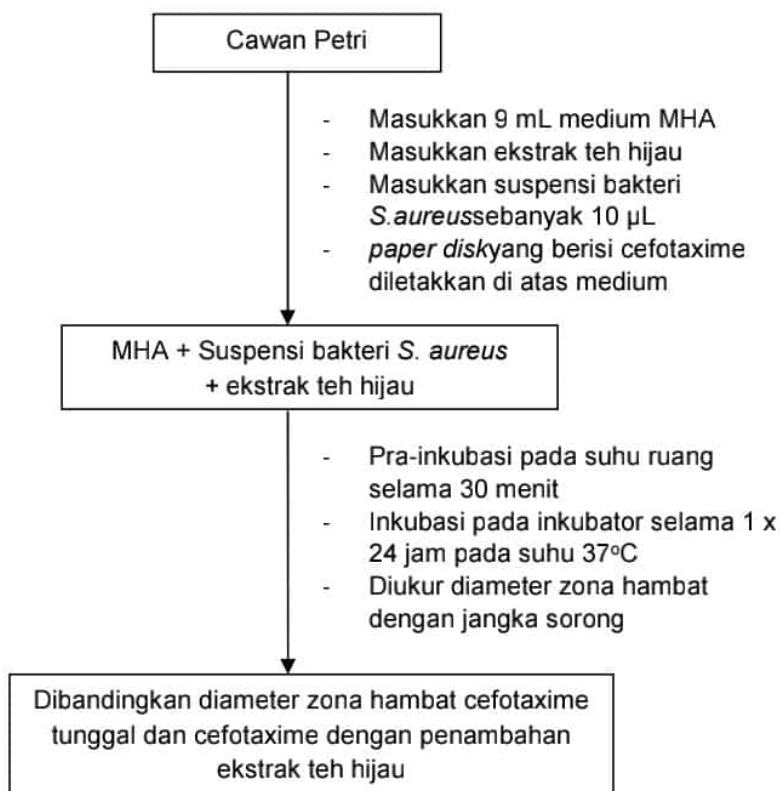 Cawan Petri
- Masukkan 9 mL medium MHA
- Masukkan ekstrak teh hijau
- Masukkan suspensi bakteri
S.aureussebanyak 10 µL
- paper diskyang berisi cefotaxime
diletakkan di atas medium
MHA + Suspensi bakteri S. aureus
+ ekstrak teh hijau
- Pra-inkubasi pada suhu ruang
selama 30 menit
- Inkubasi pada inkubator selama 1 x
24 jam pada suhu 37ºC
- Diukur diameter zona hambat
dengan jangka sorong
Dibandingkan diameter zona hambat cefotaxime
tunggal dan cefotaxime dengan penambahan
ekstrak teh hijau